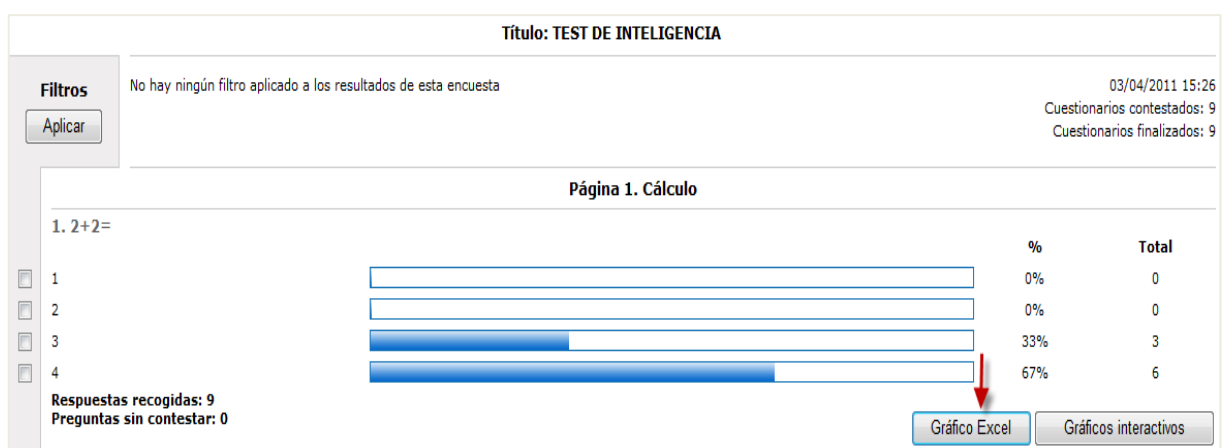 Título: TEST DE INTELIGENCIA
Filtros
Aplicar
No hay ningún filtro aplicado a los resultados de esta encuesta
03/04/2011 15:26
Cuestionarios contestados: 9
Cuestionarios finalizados: 9
Página 1. Cálculo
1. 2+2=
% Total
1 0% 0
2 0% 0
3 33% 3
4 67% 6
Respuestas recogidas: 9
Preguntas sin contestar: 0
Gráfico Excel Gráficos interactivos